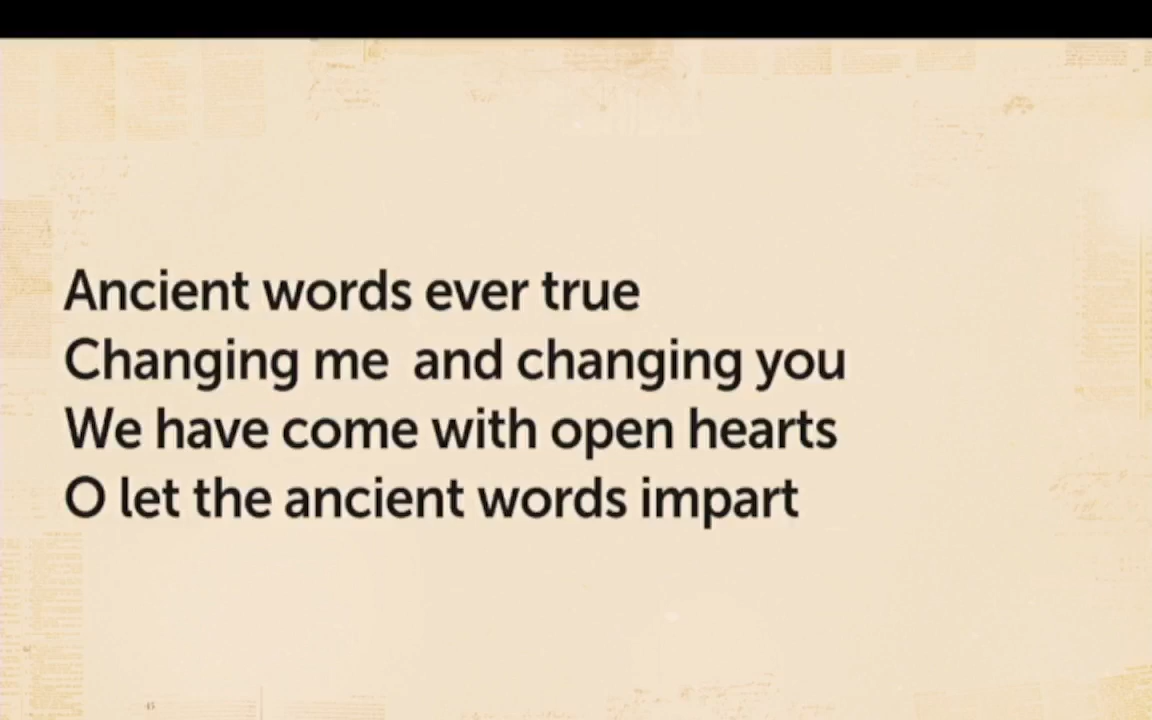 Ancient words ever true
Changing me  and changing you
We have come with open hearts
O let the ancient words impart